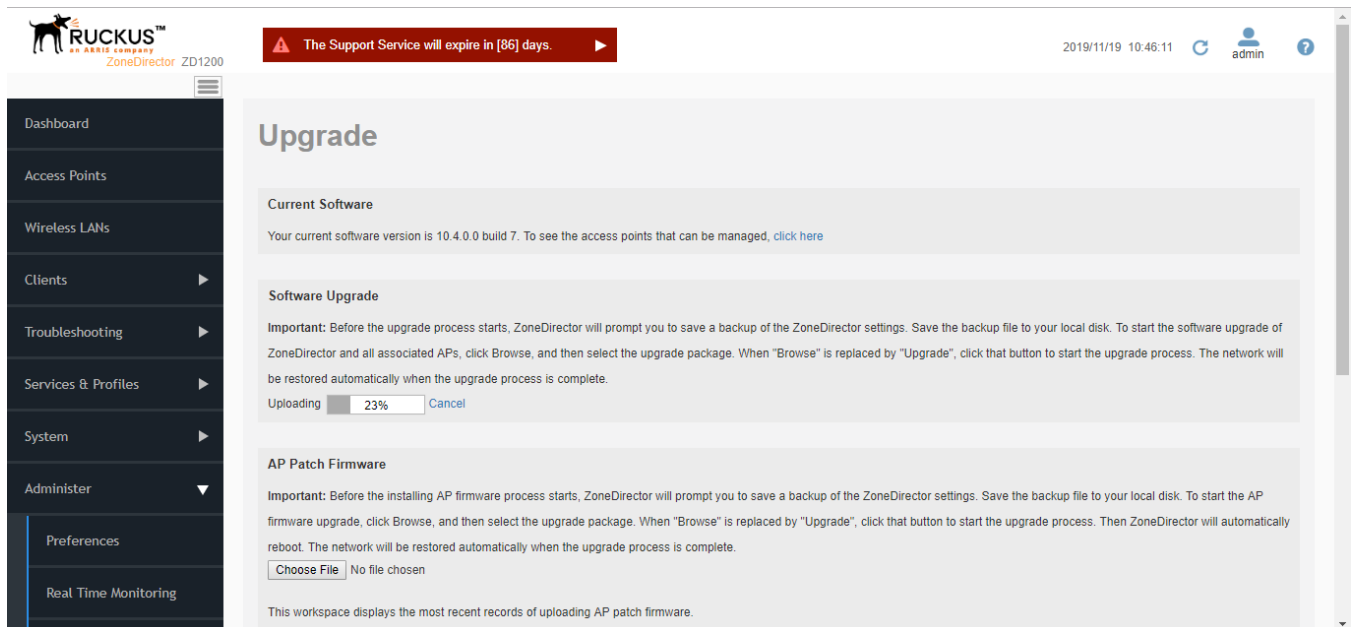 RUCKUS™
an ARRIS company
ZoneDirector ZD1200
The Support Service will expire in [86] days.
2019/11/19 10:46:11
admin
?
Dashboard
Access Points
Wireless LANs
Clients
Troubleshooting
Services & Profiles
System
Administer
Preferences
Real Time Monitoring
Upgrade
Current Software
Your current software version is 10.4.0.0 build 7. To see the access points that can be managed, click here
Software Upgrade
Important: Before the upgrade process starts, ZoneDirector will prompt you to save a backup of the ZoneDirector settings. Save the backup file to your local disk. To start the software upgrade of
ZoneDirector and all associated APs, click Browse, and then select the upgrade package. When "Browse" is replaced by "Upgrade", click that button to start the upgrade process. The network will
be restored automatically when the upgrade process is complete.
Uploading 23% Cancel
AP Patch Firmware
Important: Before the installing AP firmware process starts, ZoneDirector will prompt you to save a backup of the ZoneDirector settings. Save the backup file to your local disk. To start the AP
firmware upgrade, click Browse, and then select the upgrade package. When "Browse" is replaced by "Upgrade", click that button to start the upgrade process. Then ZoneDirector will automatically
reboot. The network will be restored automatically when the upgrade process is complete.
Choose File No file chosen
This workspace displays the most recent records of uploading AP patch firmware.